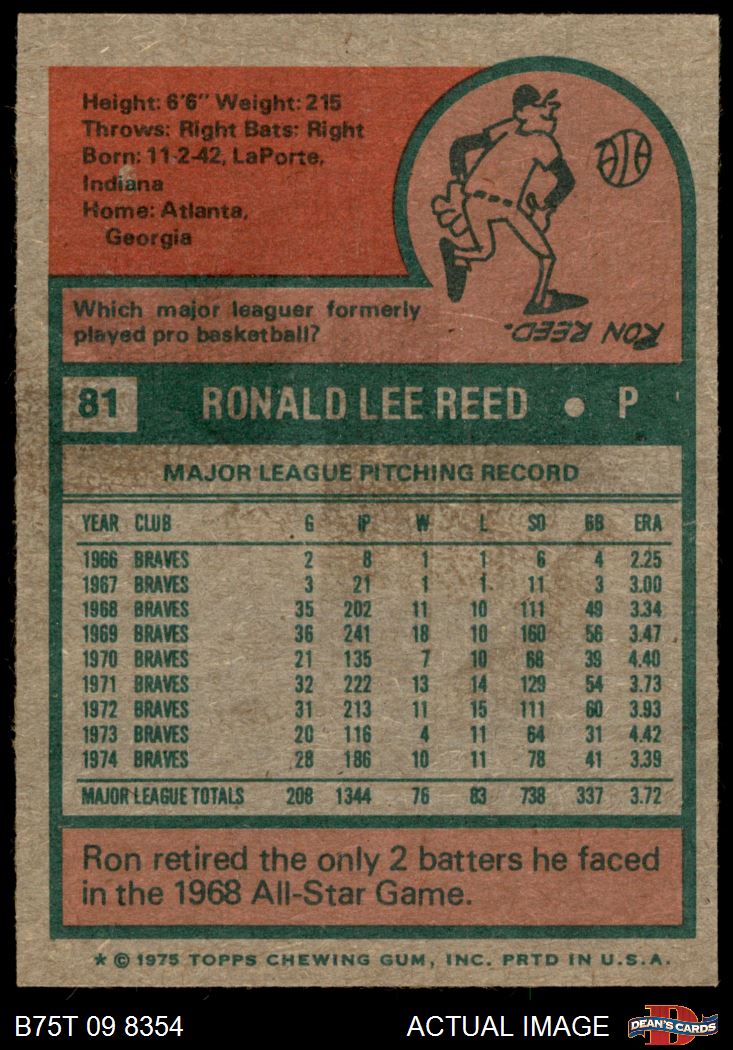 Height: 6'6" Weight: 215
Throws: Right Bats: Right
Born: 11-2-42, LaPorte,
Indiana
Home: Atlanta,
Georgia
Which major leaguer formerly
played pro basketball?
RON REED.
81 RONALD LEE REED • P
MAJOR LEAGUE PITCHING RECORD
YEAR CLUB G IP W L SO BB ERA
1966 BRAVES 2 8 1 1 6 4 2.25
1967 BRAVES 3 21 1 1 11 3 3.00
1968 BRAVES 35 202 11 10 111 49 3.34
1969 BRAVES 36 241 18 10 160 56 3.47
1970 BRAVES 21 135 7 10 68 39 4.40
1971 BRAVES 32 222 13 14 129 54 3.73
1972 BRAVES 31 213 11 15 111 60 3.93
1973 BRAVES 20 116 4 11 64 31 4.42
1974 BRAVES 28 186 10 11 78 41 3.39
MAJOR LEAGUE TOTALS 208 1344 76 83 738 337 3.72
Ron retired the only 2 batters he faced
in the 1968 All-Star Game.
* © 1975 TOPPS CHEWING GUM, INC. PRTD IN U.S.A.
B75T 09 8354 ACTUAL IMAGE DEAN'S CARDS